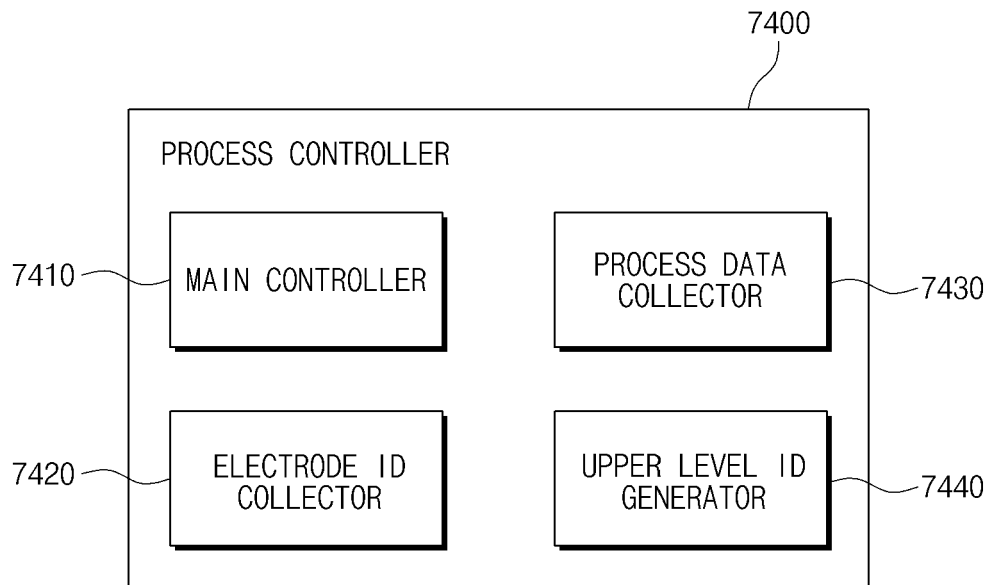 7400
PROCESS CONTROLLER
7410
MAIN CONTROLLER
PROCESS DATA
COLLECTOR
7430
7420
ELECTRODE ID
COLLECTOR
UPPER LEVEL ID
GENERATOR
7440